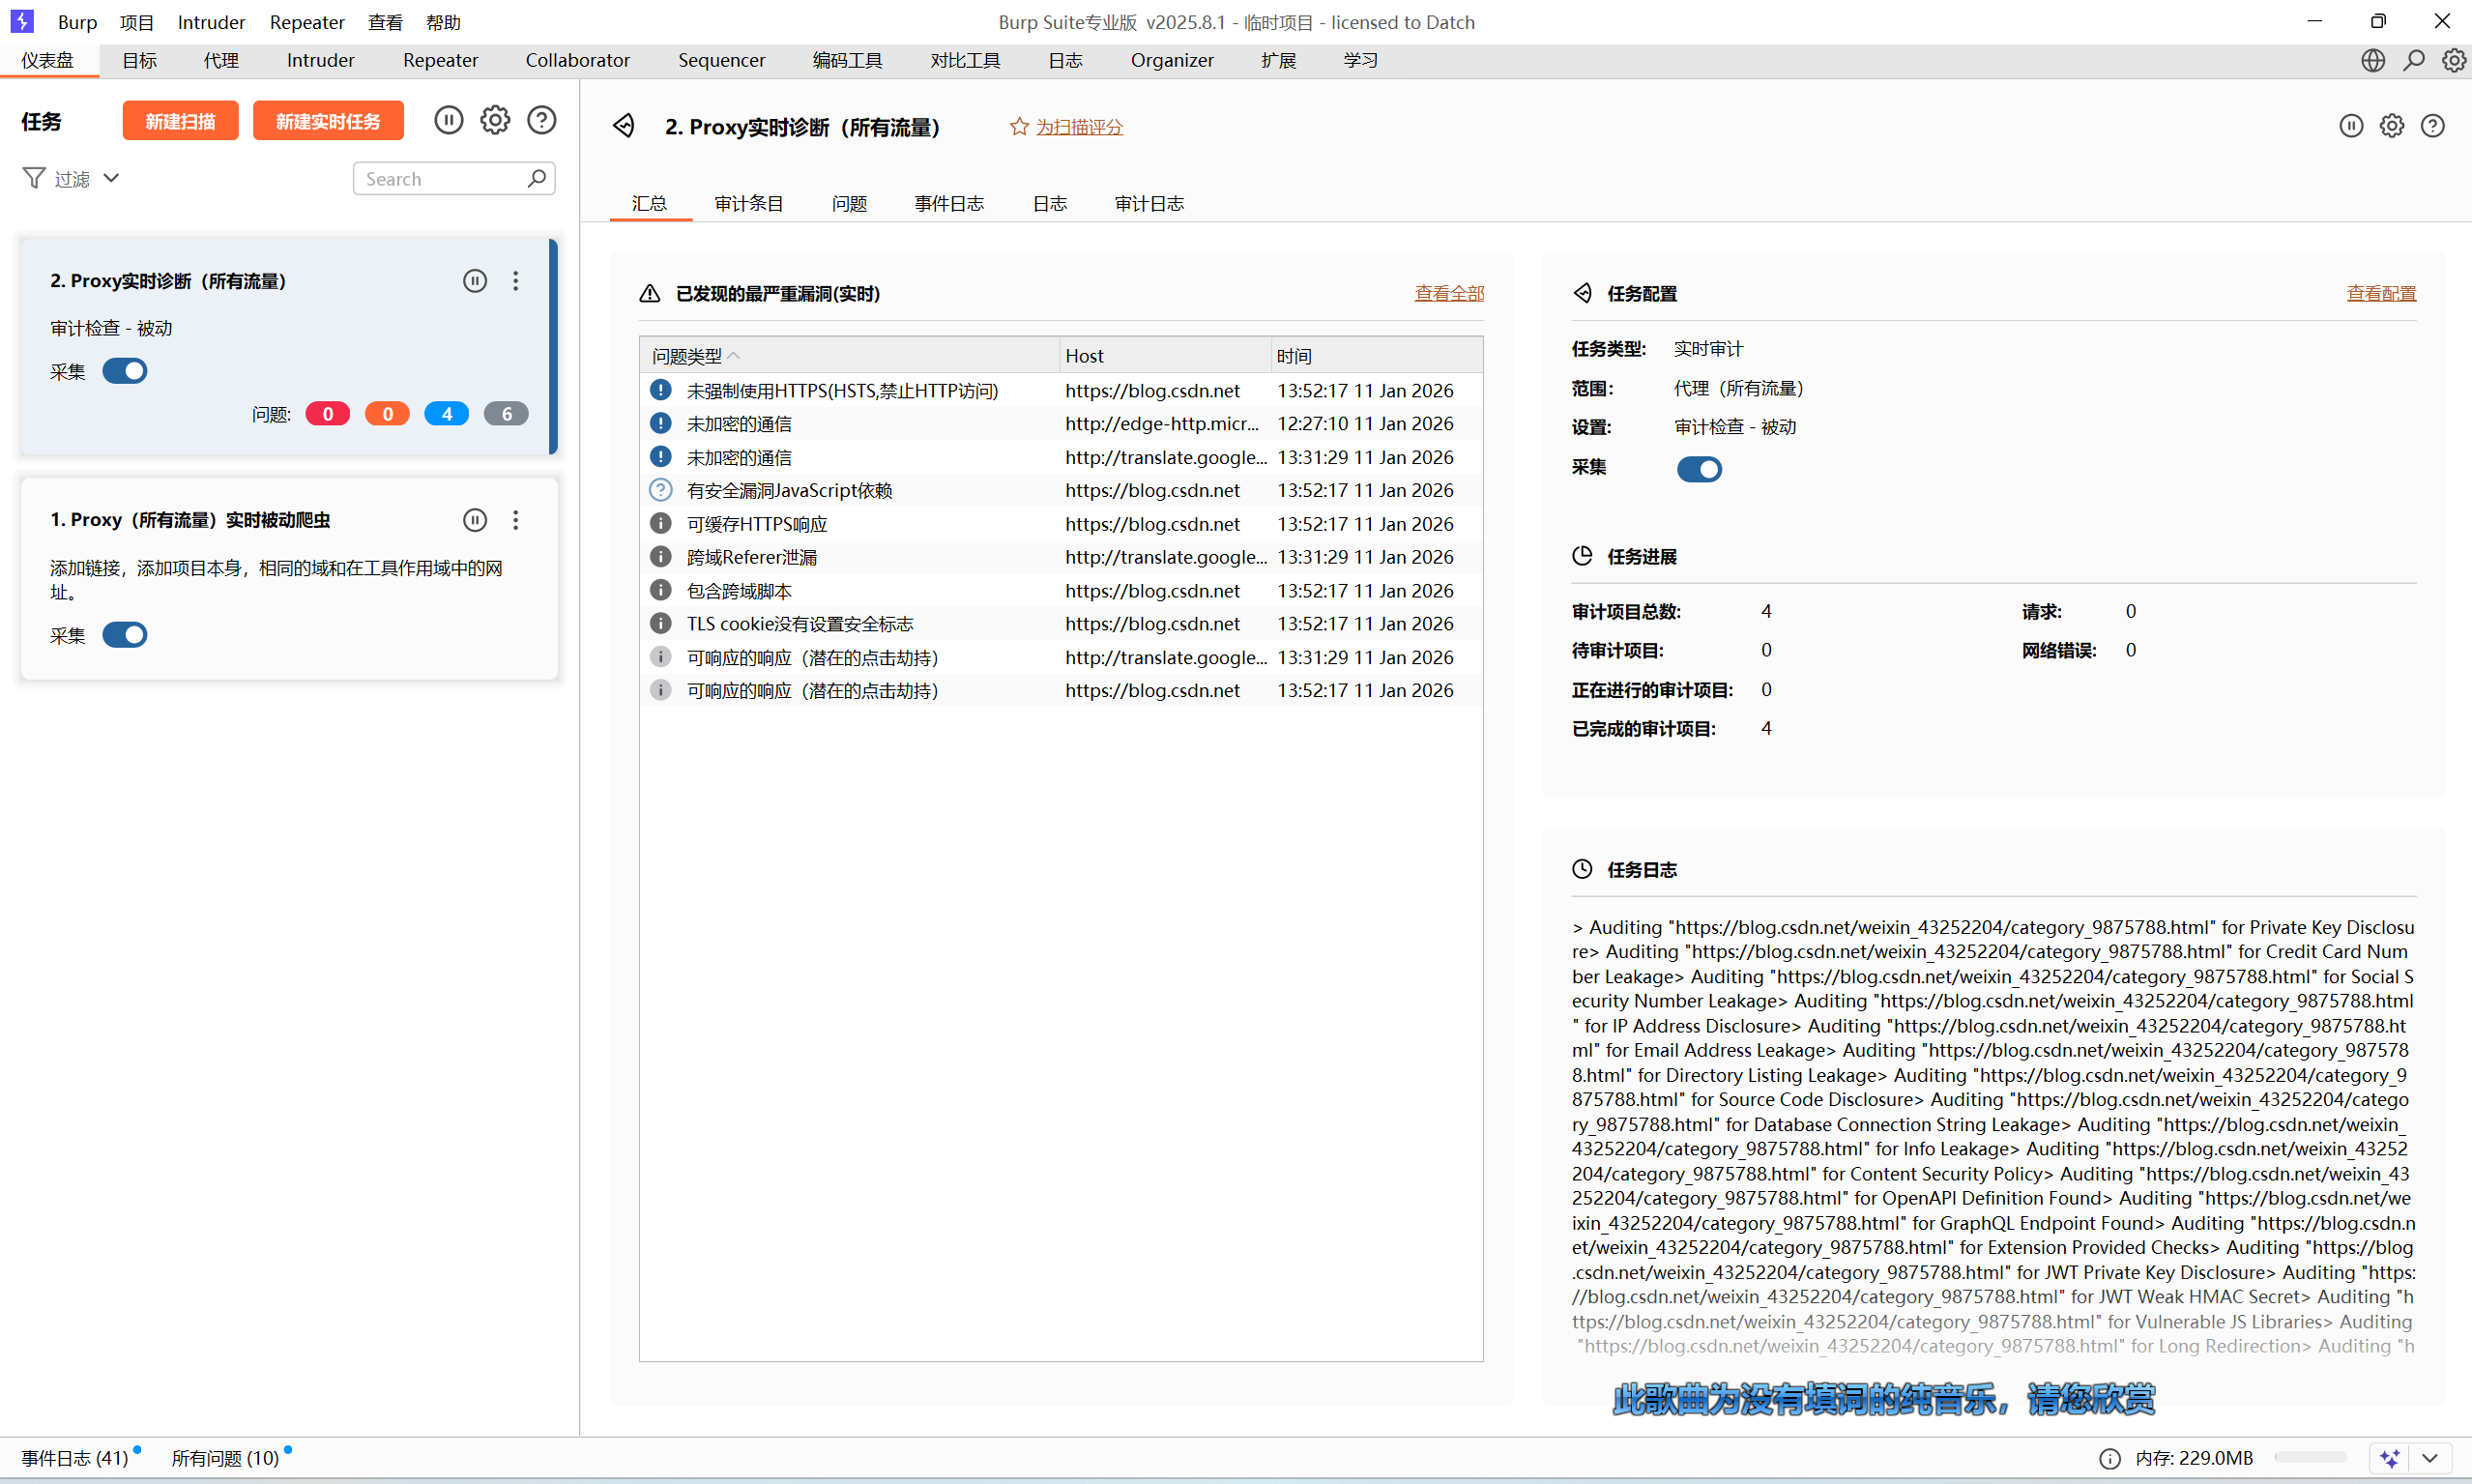 Burp 项目 Intruder Repeater 查看 帮助
Burp Suite专业版 v2025.8.1 - 临时项目 - licensed to Datch
仪表盘 目标 代理 Intruder Repeater Collaborator Sequencer 编码工具 对比工具 日志 Organizer 扩展 学习
任务 新建扫描 新建实时任务
过滤 Search
2. Proxy实时诊断（所有流量）
审计检查 - 被动
采集
问题: 0 0 4 6
1. Proxy（所有流量）实时被动爬虫
添加链接，添加项目本身，相同的域和在工具作用域中的网
址。
采集
2. Proxy实时诊断（所有流量） 为扫描评分
汇总 审计条目 问题 事件日志 日志 审计日志
已发现的最严重漏洞(实时) 查看全部
问题类型 Host 时间
未强制使用HTTPS(HSTS,禁止HTTP访问) https://blog.csdn.net 13:52:17 11 Jan 2026
未加密的通信 http://edge-http.micr... 12:27:10 11 Jan 2026
未加密的通信 http://translate.google... 13:31:29 11 Jan 2026
有安全漏洞JavaScript依赖 https://blog.csdn.net 13:52:17 11 Jan 2026
可缓存HTTPS响应 https://blog.csdn.net 13:52:17 11 Jan 2026
跨域Referer泄漏 http://translate.google... 13:31:29 11 Jan 2026
包含跨域脚本 https://blog.csdn.net 13:52:17 11 Jan 2026
TLS cookie没有设置安全标志 https://blog.csdn.net 13:52:17 11 Jan 2026
可响应的响应（潜在的点击劫持） http://translate.google... 13:31:29 11 Jan 2026
可响应的响应（潜在的点击劫持） https://blog.csdn.net 13:52:17 11 Jan 2026
任务配置 查看配置
任务类型: 实时审计
范围: 代理（所有流量）
设置: 审计检查 - 被动
采集
任务进展
审计项目总数: 4 请求: 0
待审计项目: 0 网络错误: 0
正在进行的审计项目: 0
已完成的审计项目: 4
任务日志
> Auditing "https://blog.csdn.net/weixin_43252204/category_9875788.html" for Private Key Disclosu
re> Auditing "https://blog.csdn.net/weixin_43252204/category_9875788.html" for Credit Card Num
ber Leakage> Auditing "https://blog.csdn.net/weixin_43252204/category_9875788.html" for Social S
ecurity Number Leakage> Auditing "https://blog.csdn.net/weixin_43252204/category_9875788.html
" for IP Address Disclosure> Auditing "https://blog.csdn.net/weixin_43252204/category_9875788.ht
ml" for Email Address Leakage> Auditing "https://blog.csdn.net/weixin_43252204/category_987578
8.html" for Directory Listing Leakage> Auditing "https://blog.csdn.net/weixin_43252204/category_9
875788.html" for Source Code Disclosure> Auditing "https://blog.csdn.net/weixin_43252204/catego
ry_9875788.html" for Database Connection String Leakage> Auditing "https://blog.csdn.net/weixin_
43252204/category_9875788.html" for Info Leakage> Auditing "https://blog.csdn.net/weixin_43252
204/category_9875788.html" for Content Security Policy> Auditing "https://blog.csdn.net/weixin_43
252204/category_9875788.html" for OpenAPI Definition Found> Auditing "https://blog.csdn.net/we
ixin_43252204/category_9875788.html" for GraphQL Endpoint Found> Auditing "https://blog.csdn.n
et/weixin_43252204/category_9875788.html" for Extension Provided Checks> Auditing "https://blog
.csdn.net/weixin_43252204/category_9875788.html" for JWT Private Key Disclosure> Auditing "https:
//blog.csdn.net/weixin_43252204/category_9875788.html" for JWT Weak HMAC Secret> Auditing "h
ttps://blog.csdn.net/weixin_43252204/category_9875788.html" for Vulnerable JS Libraries> Auditing
"https://blog.csdn.net/weixin_43252204/category_9875788.html" for Long Redirection> Auditing "h
此歌曲为没有填词的纯音乐，请您欣赏
事件日志 (41) 所有问题 (10) 内存: 229.0MB